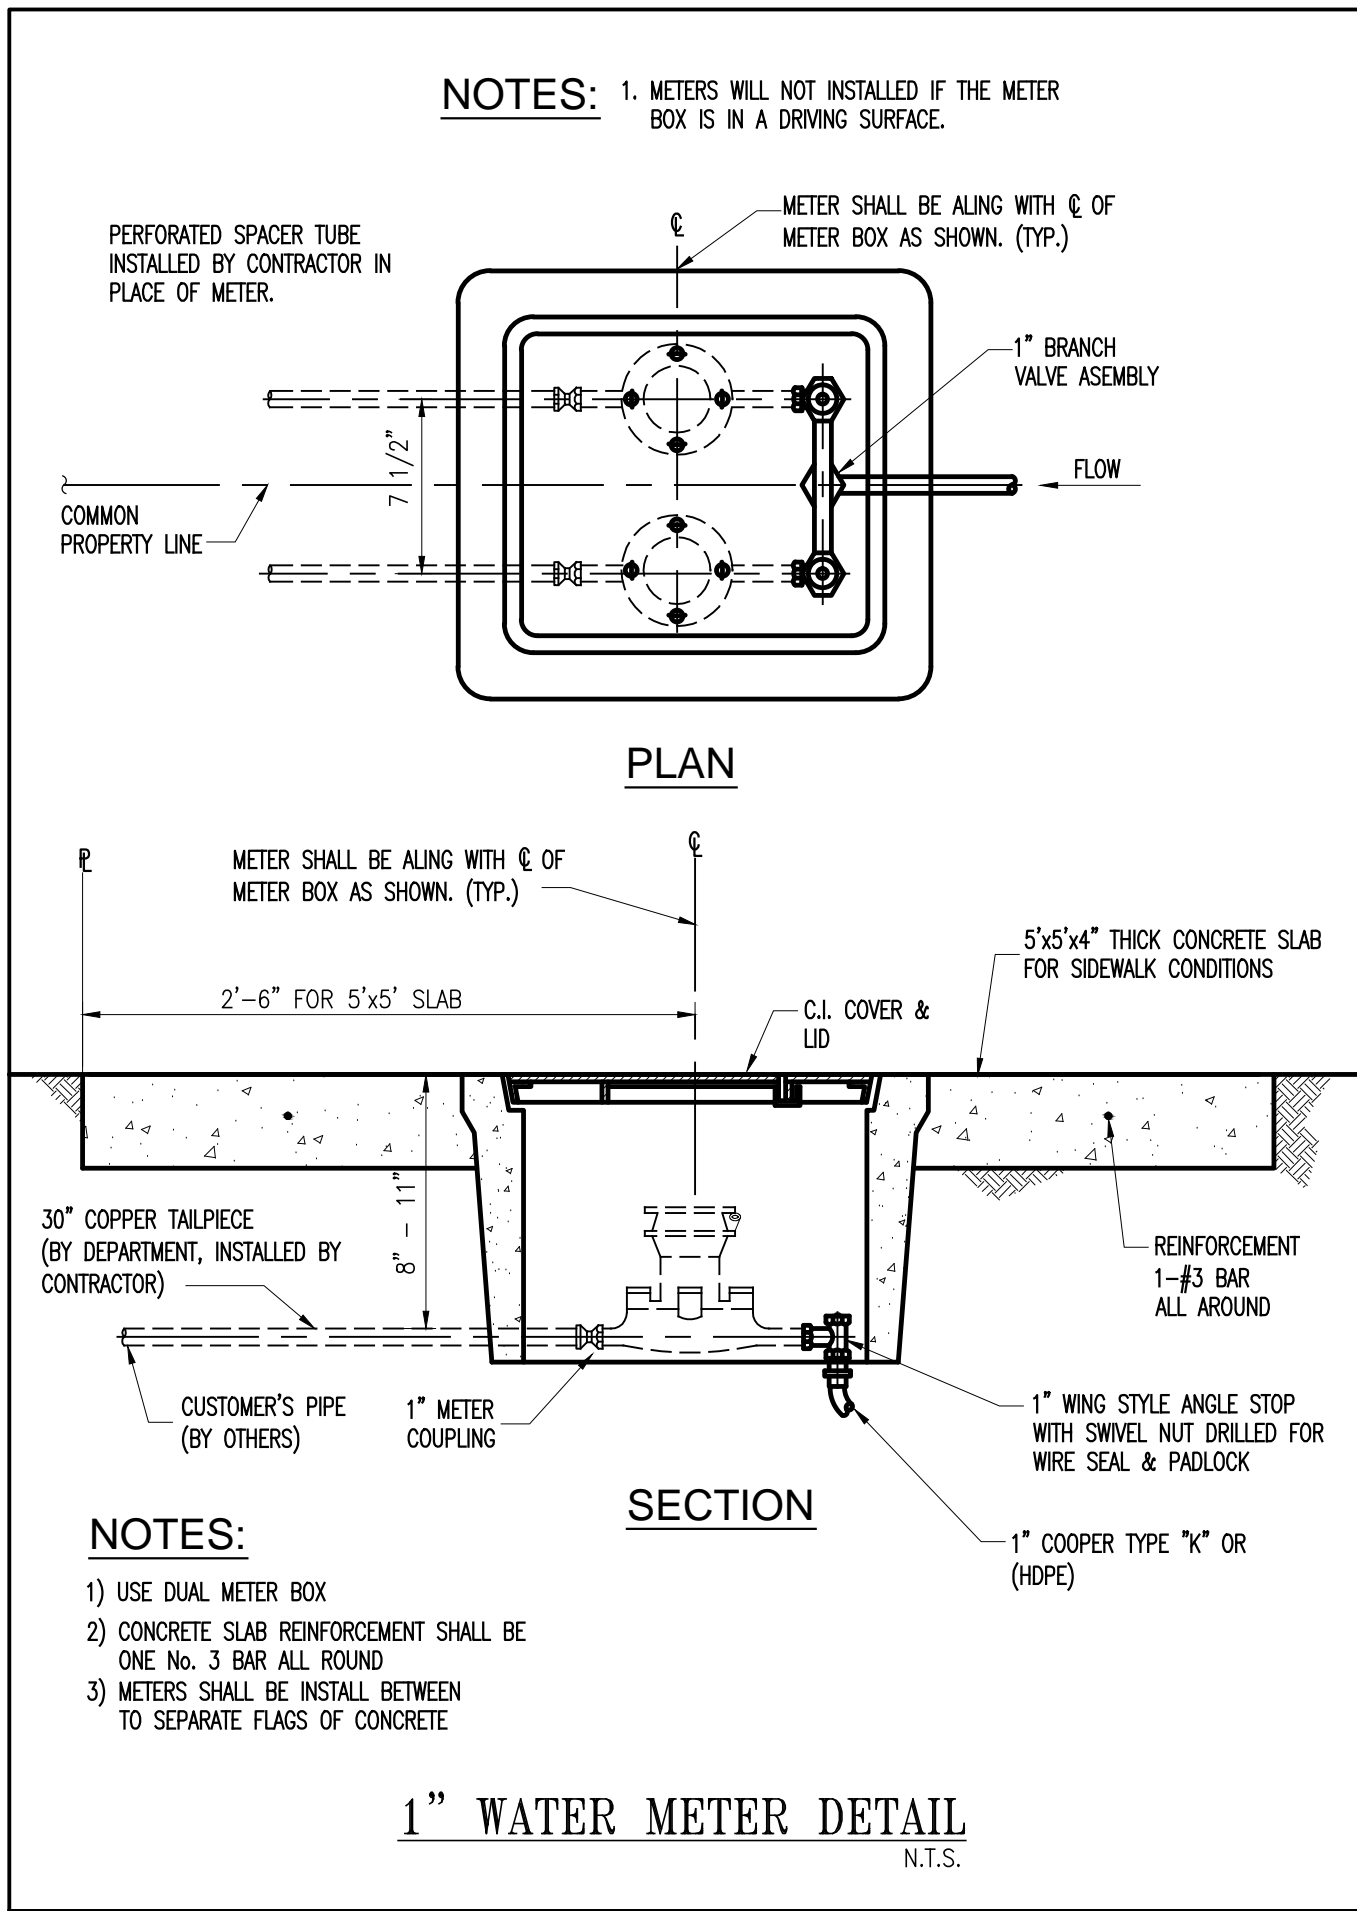 NOTES: 1. METERS WILL NOT INSTALLED IF THE METER
BOX IS IN A DRIVING SURFACE.
℄
METER SHALL BE ALING WITH ℄ OF
METER BOX AS SHOWN. (TYP.)
PERFORATED SPACER TUBE
INSTALLED BY CONTRACTOR IN
PLACE OF METER.
1" BRANCH
VALVE ASEMBLY
7 1/2"
FLOW
COMMON
PROPERTY LINE
PLAN
℄
PL
METER SHALL BE ALING WITH ℄ OF
METER BOX AS SHOWN. (TYP.)
5'x5'x4" THICK CONCRETE SLAB
FOR SIDEWALK CONDITIONS
2'-6" FOR 5'x5' SLAB
C.I. COVER &
LID
8" - 11"
30" COPPER TAILPIECE
(BY DEPARTMENT, INSTALLED BY
CONTRACTOR)
REINFORCEMENT
1-#3 BAR
ALL AROUND
CUSTOMER'S PIPE
(BY OTHERS)
1" METER
COUPLING
1" WING STYLE ANGLE STOP
WITH SWIVEL NUT DRILLED FOR
WIRE SEAL & PADLOCK
SECTION
1" COOPER TYPE "K" OR
(HDPE)
NOTES:
1) USE DUAL METER BOX
2) CONCRETE SLAB REINFORCEMENT SHALL BE
ONE No. 3 BAR ALL ROUND
3) METERS SHALL BE INSTALL BETWEEN
TO SEPARATE FLAGS OF CONCRETE
1" WATER METER DETAIL
N.T.S.